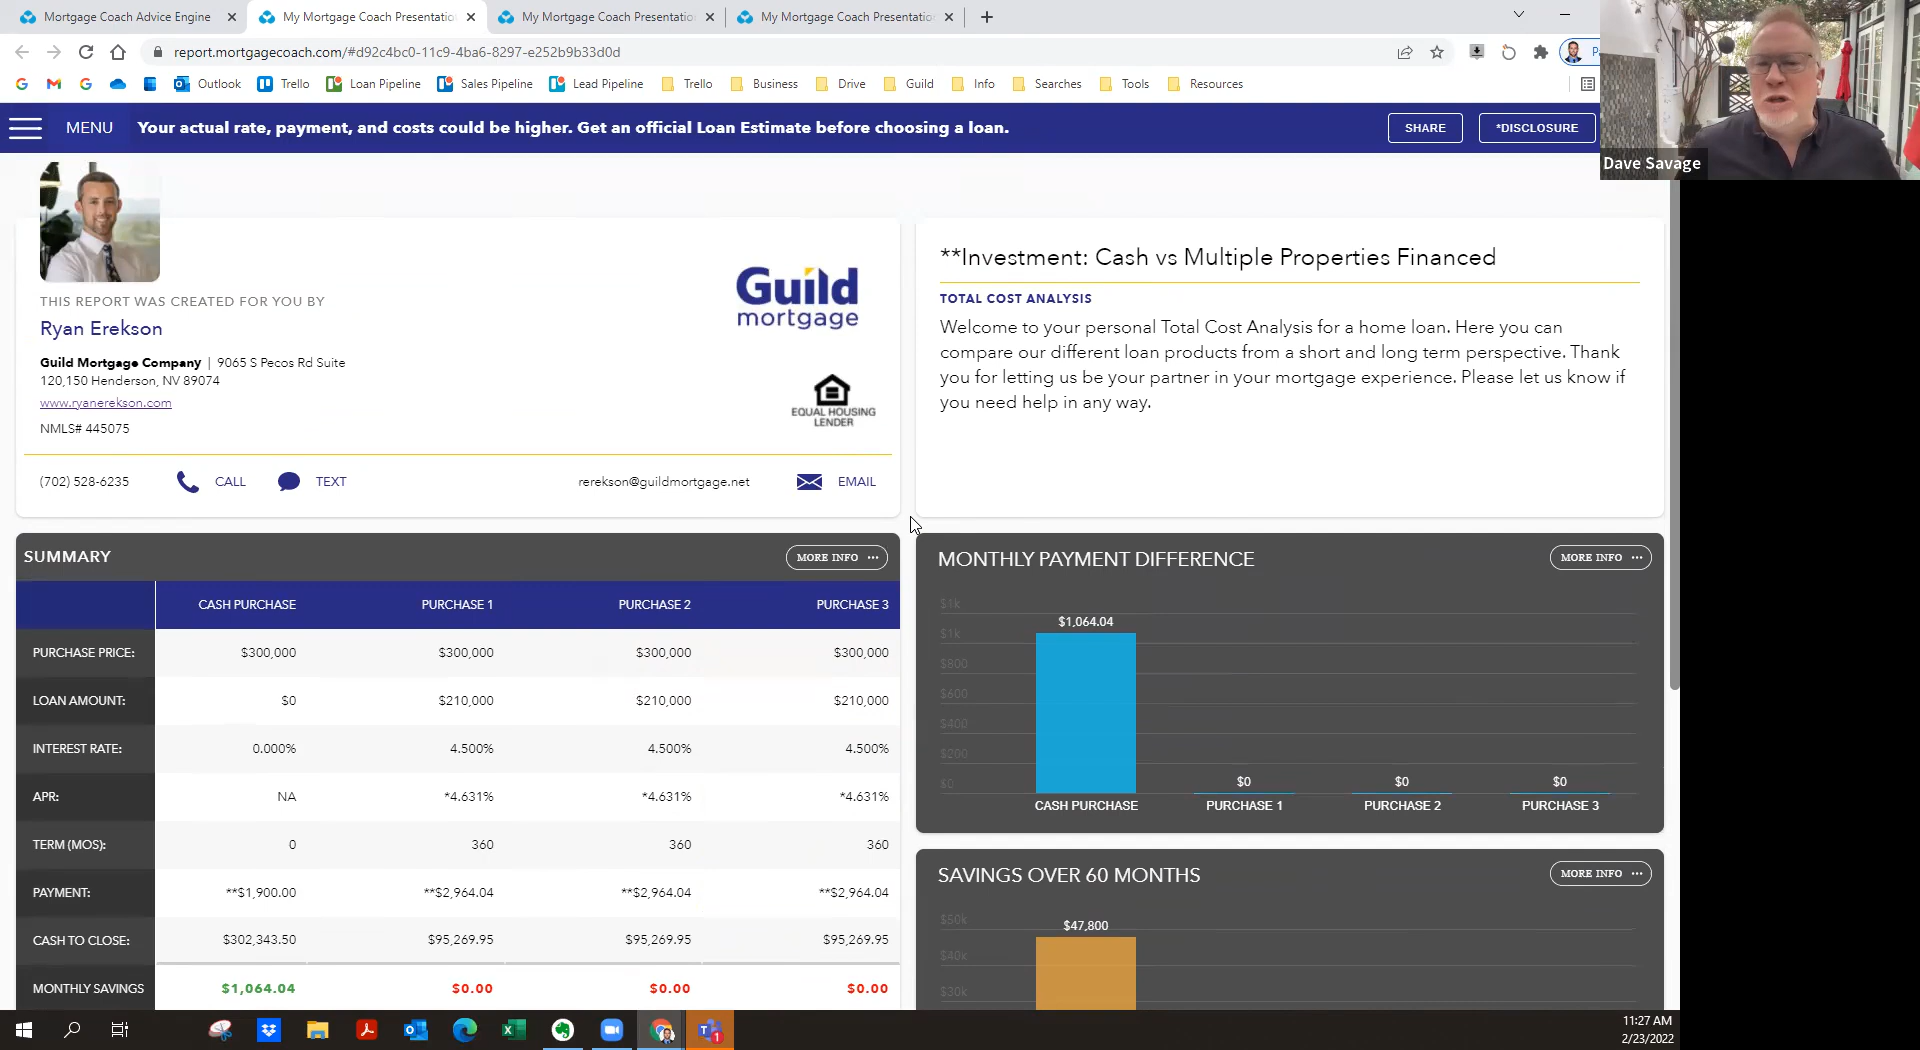 Mortgage Coach Advice Engine
My Mortgage Coach Presentatio
My Mortgage Coach Presentatio
My Mortgage Coach Presentatio
report.mortgagecoach.com/#d92c4bc0-11c9-4ba6-8297-e252b9b33d0d
Outlook Trello Loan Pipeline Sales Pipeline Lead Pipeline Trello Business Drive Guild Info Searches Tools Resources
MENU Your actual rate, payment, and costs could be higher. Get an official Loan Estimate before choosing a loan. SHARE *DISCLOSURE
Dave Savage
THIS REPORT WAS CREATED FOR YOU BY
Ryan Erekson
Guild Mortgage Company | 9065 S Pecos Rd Suite
120,150 Henderson, NV 89074
www.ryanerekson.com
NMLS# 445075
Guild
mortgage
EQUAL HOUSING
LENDER
(702) 528-6235 CALL TEXT rerekson@guildmortgage.net EMAIL
**Investment: Cash vs Multiple Properties Financed
TOTAL COST ANALYSIS
Welcome to your personal Total Cost Analysis for a home loan. Here you can
compare our different loan products from a short and long term perspective. Thank
you for letting us be your partner in your mortgage experience. Please let us know if
you need help in any way.
SUMMARY MORE INFO ...
CASH PURCHASE PURCHASE 1 PURCHASE 2 PURCHASE 3
PURCHASE PRICE: $300,000 $300,000 $300,000 $300,000
LOAN AMOUNT: $0 $210,000 $210,000 $210,000
INTEREST RATE: 0.000% 4.500% 4.500% 4.500%
APR: NA *4.631% *4.631% *4.631%
TERM (MOS): 0 360 360 360
PAYMENT: **$1,900.00 **$2,964.04 **$2,964.04 **$2,964.04
CASH TO CLOSE: $302,343.50 $95,269.95 $95,269.95 $95,269.95
MONTHLY SAVINGS $1,064.04 $0.00 $0.00 $0.00
MONTHLY PAYMENT DIFFERENCE MORE INFO ...
$1k
$1,064.04
$1k
$800
$600
$400
$200
$0
$0 $0 $0
CASH PURCHASE PURCHASE 1 PURCHASE 2 PURCHASE 3
SAVINGS OVER 60 MONTHS MORE INFO ...
$50k
$47,800
$40k
$30k
11:27 AM
2/23/2022